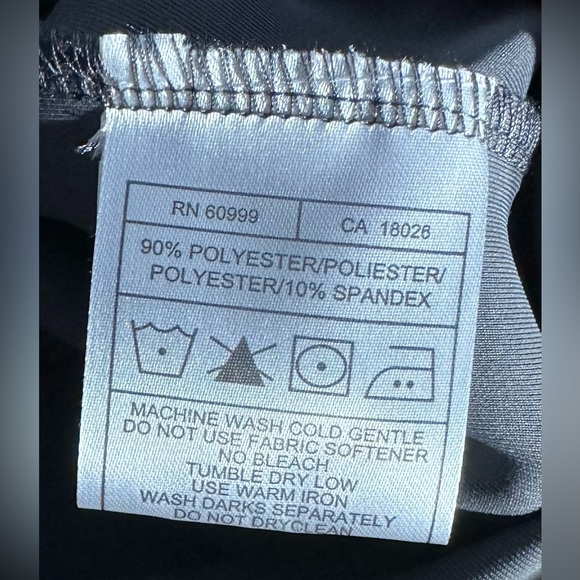 RN 60999 CA 18026
90% POLYESTER/POLIESTER/
POLYESTER/10% SPANDEX
MACHINE WASH COLD GENTLE
DO NOT USE FABRIC SOFTENER
NO BLEACH
TUMBLE DRY LOW
USE WARM IRON
WASH DARKS SEPARATELY
DO NOT DRYCLEAN